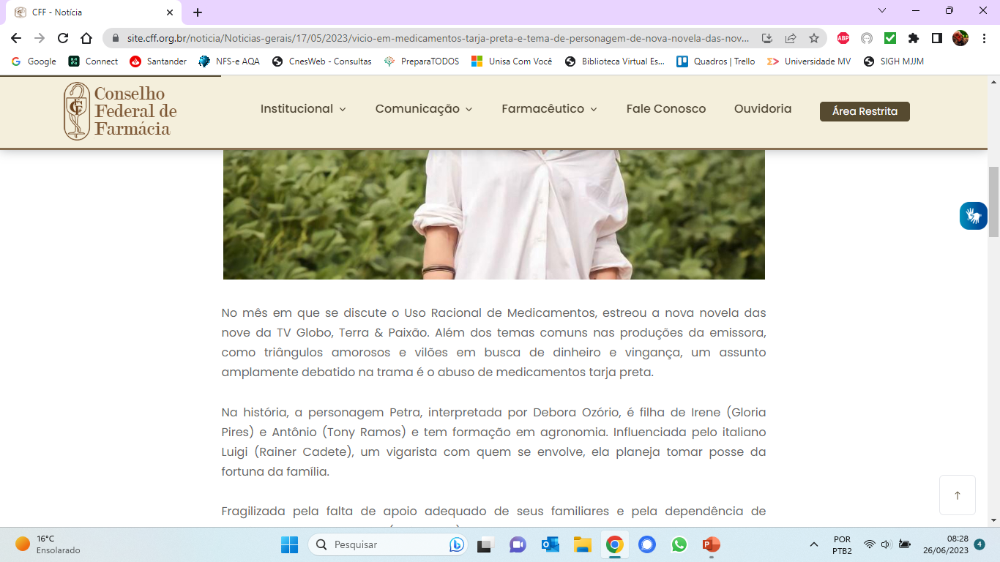 CFF - Notícia
site.cff.org.br/noticia/Noticias-gerais/17/05/2023/vicio-em-medicamentos-tarja-preta-e-tema-de-personagem-de-nova-novela-das-nov...
ABP
Google
Connect
Santander
NFS-e AQA
CnesWeb - Consultas
PreparaTODOS
Unisa Com Você
Biblioteca Virtual Es...
Quadros | Trello
Universidade MV
SIGH MJJM
Conselho
Federal de
Farmácia
Institucional
Comunicação
Farmacêutico
Fale Conosco
Ouvidoria
Área Restrita
No mês em que se discute o Uso Racional de Medicamentos, estreou a nova novela das
nove da TV Globo, Terra & Paixão. Além dos temas comuns nas produções da emissora,
como triângulos amorosos e vilões em busca de dinheiro e vingança, um assunto
amplamente debatido na trama é o abuso de medicamentos tarja preta.
Na história, a personagem Petra, interpretada por Debora Ozório, é filha de Irene (Gloria
Pires) e Antônio (Tony Ramos) e tem formação em agronomia. Influenciada pelo italiano
Luigi (Rainer Cadete), um vigarista com quem se envolve, ela planeja tomar posse da
fortuna da família.
Fragilizada pela falta de apoio adequado de seus familiares e pela dependência de
16°C
Ensolarado
Pesquisar
POR
PTB2
08:28
26/06/2023
4